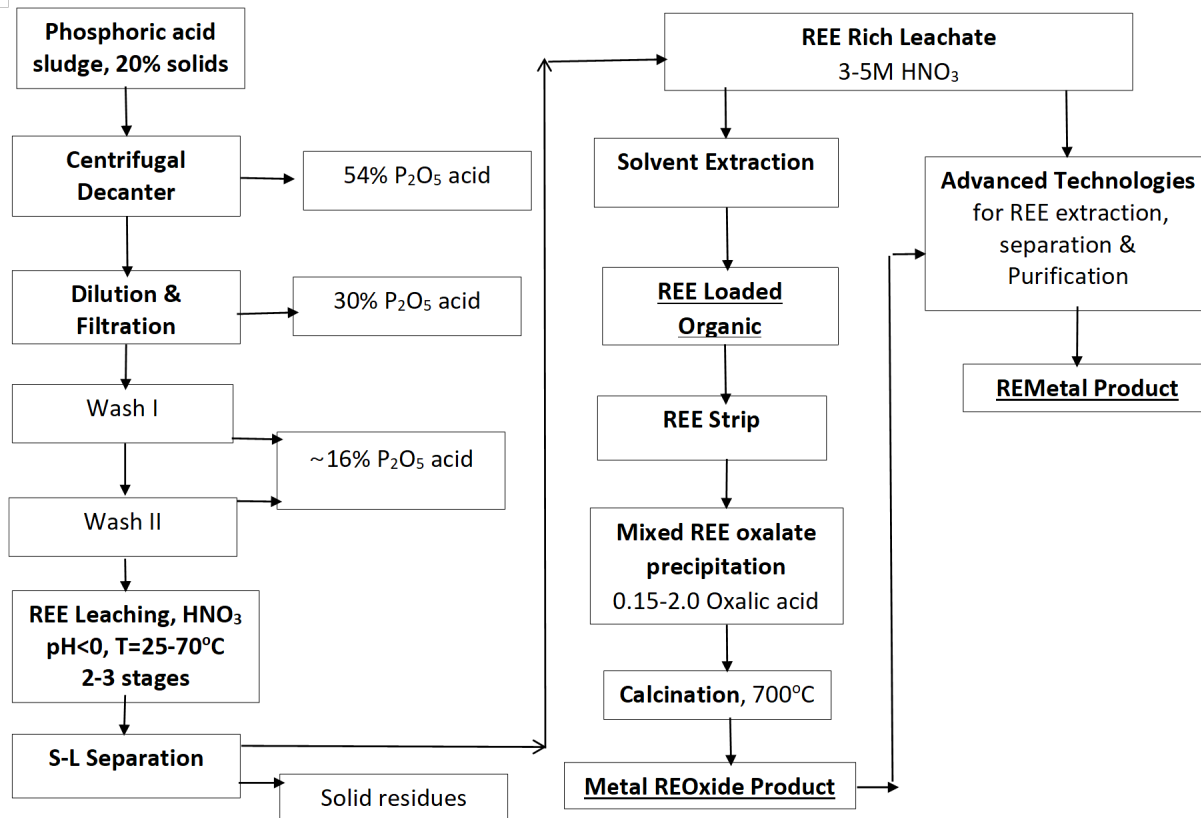 Phosphoric acid
sludge, 20% solids
Centrifugal
Decanter
54% P₂O₅ acid
Dilution &
Filtration
30% P₂O₅ acid
Wash I
~16% P₂O₅ acid
Wash II
REE Leaching, HNO₃
pH<0, T=25-70⁰C
2-3 stages
S-L Separation
Solid residues
REE Rich Leachate
3-5M HNO₃
Solvent Extraction
REE Loaded
Organic
REE Strip
Mixed REE oxalate
precipitation
0.15-2.0 Oxalic acid
Calcination, 700⁰C
Metal REOxide Product
Advanced Technologies
for REE extraction,
separation &
Purification
REMetal Product